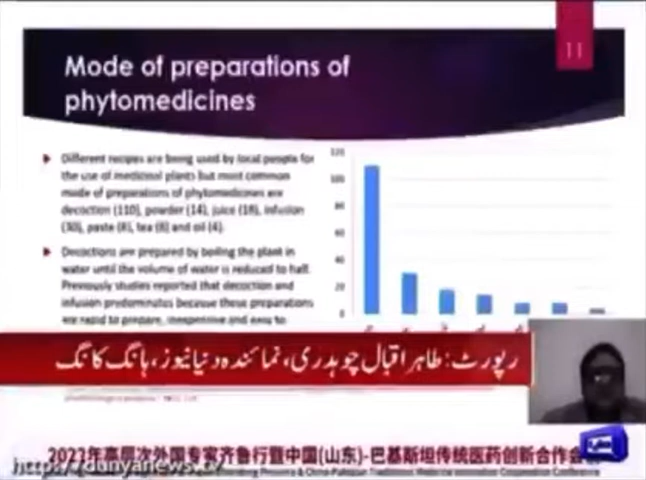 11
Mode of preparations of
phytomedicines
Different recipes are being used by local people for
the use of medicinal plants but most common
mode of preparations of phytomedicines are
decoction (110), powder (14), juice (18), infusion
(30), paste (8), tea (8) and oil (4).
Decoctions are prepared by boiling the plant in
water until the volume of water is reduced to half.
Previously studies reported that decoction and
infusion predominates because these preparations
are rapid to prepare, inexpensive and easy to
120
100
80
60
40
20
0
رپورٹ: طاہر اقبال چوہدری، نمائندہ دنیا نیوز، ہانگ کانگ
2023年高层次外国专家齐鲁行暨中国(山东)-巴基斯坦传统医药创新合作会
http://dunyanews.tv